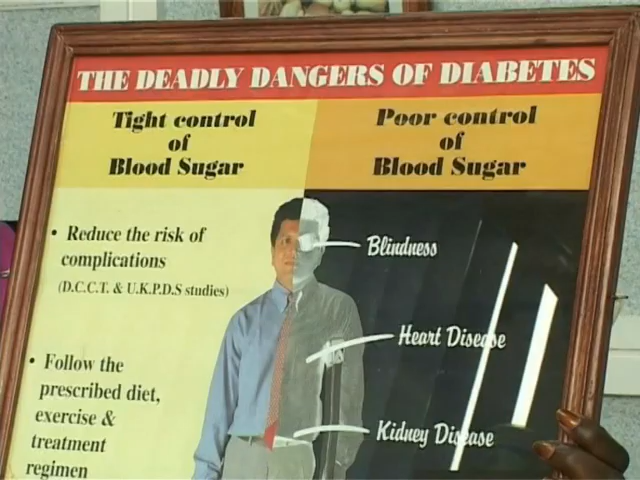 THE DEADLY DANGERS OF DIABETES
Tight control
of
Blood Sugar
• Reduce the risk of
complications
(D.C.C.T. & U.K.P.D.S studies)
• Follow the
prescribed diet,
exercise &
treatment
regimen
Poor control
of
Blood Sugar
Blindness
Heart Disease
Kidney Disease